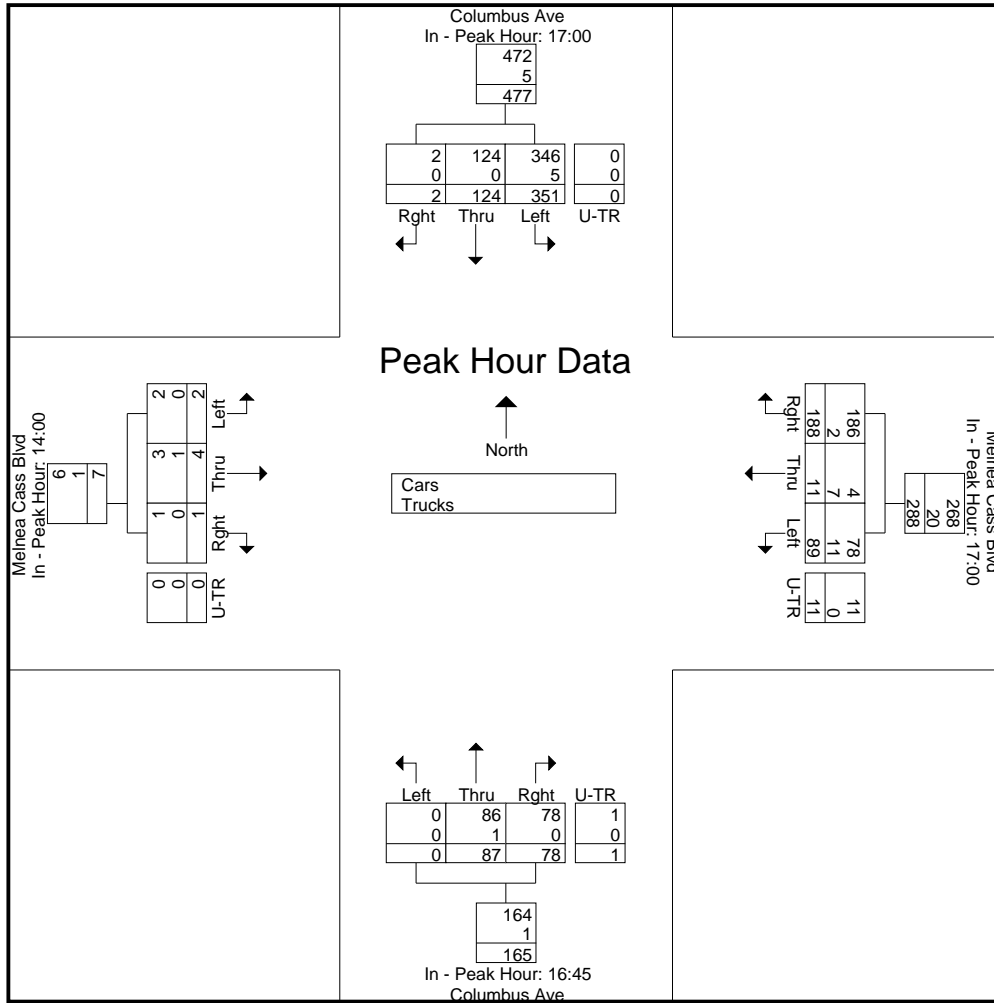 Columbus Ave
In - Peak Hour: 17:00
472
5
477
2 124 346 0
0 0 5 0
2 124 351 0
Rght Thru Left U-TR
Peak Hour Data
North
Cars
Trucks
Melnea Cass Blvd
In - Peak Hour: 14:00
6
1
7
2 3 1 0
0 1 0 0
2 4 1 0
Left Thru Rght U-TR
Melnea Cass Blvd
In - Peak Hour: 17:00
268
20
288
186 4 78 11
2 7 11 0
188 11 89 11
Rght Thru Left U-TR
Left Thru Rght U-TR
0 86 78 1
0 1 0 0
0 87 78 1
164
1
165
In - Peak Hour: 16:45
Columbus Ave